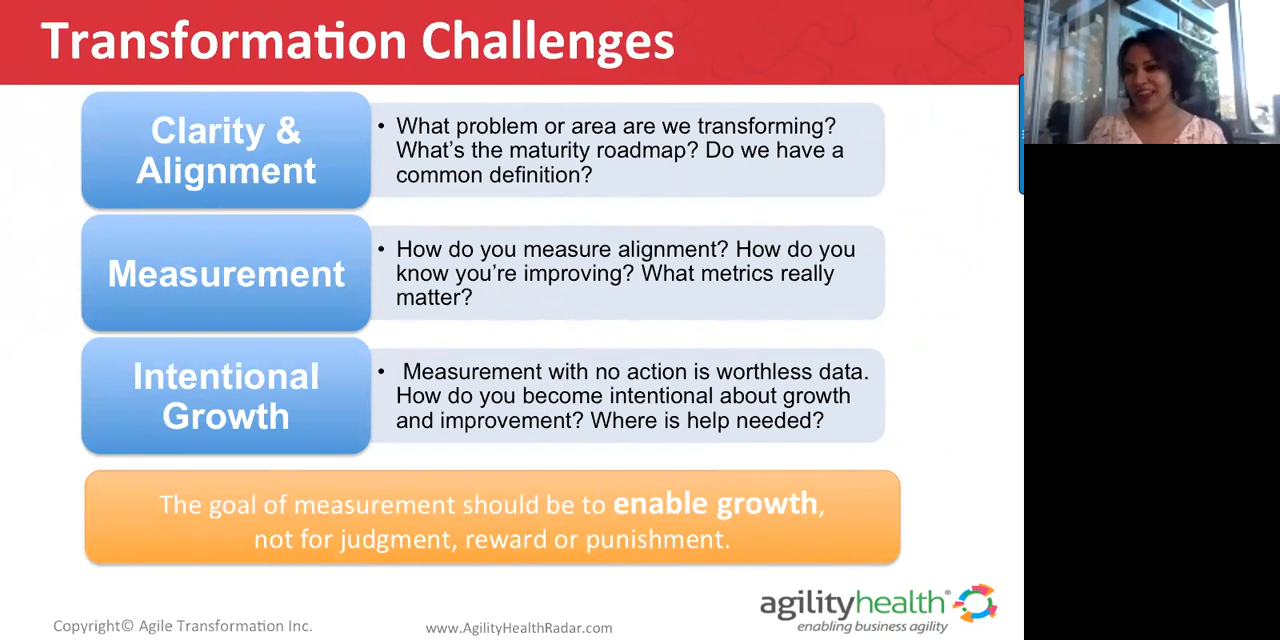 Transformation Challenges
Clarity &
Alignment
• What problem or area are we transforming?
What's the maturity roadmap? Do we have a
common definition?
Measurement
• How do you measure alignment? How do you
know you're improving? What metrics really
matter?
Intentional
Growth
• Measurement with no action is worthless data.
How do you become intentional about growth
and improvement? Where is help needed?
The goal of measurement should be to enable growth,
not for judgment, reward or punishment.
agilityhealth®
enabling business agility
Copyright© Agile Transformation Inc.
www.AgilityHealthRadar.com